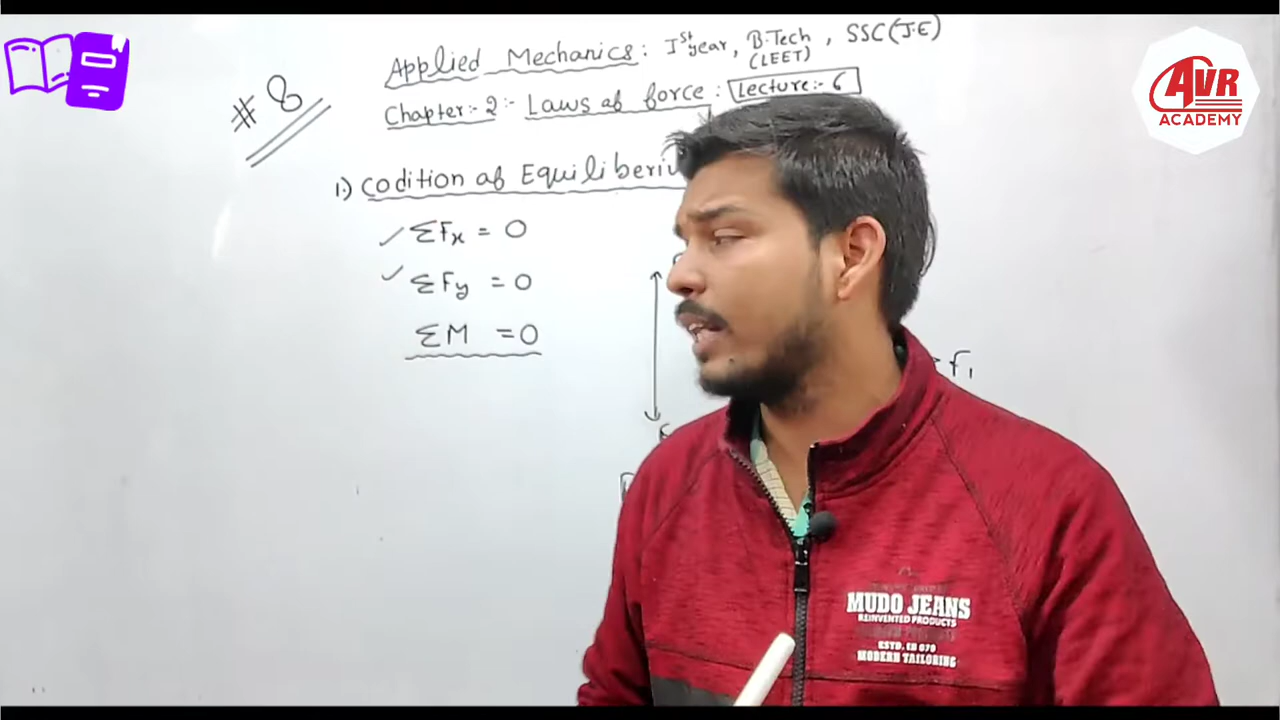 Applied Mechanics : Ist year, B.Tech , SSC(J.E)
(LEET)
# 8
Chapter:- 2 :- Laws of force : Lecture:- 6
1.) Codition of Equiliberiu
✓ ΣFx = 0
✓ ΣFy = 0
ΣM = 0
F1
AVR
ACADEMY
MUDO JEANS
REINVENTED PRODUCTS
ESTD. IN 079
MODERN TAILORING